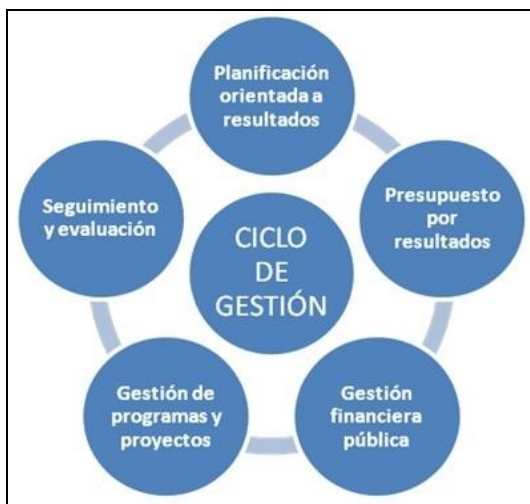 Planificación
orientada a
resultados
Presupuesto
por
resultados
Gestión
financiera
pública
Gestión de
programas y
proyectos
Seguimiento
y evaluación
CICLO
DE
GESTIÓN